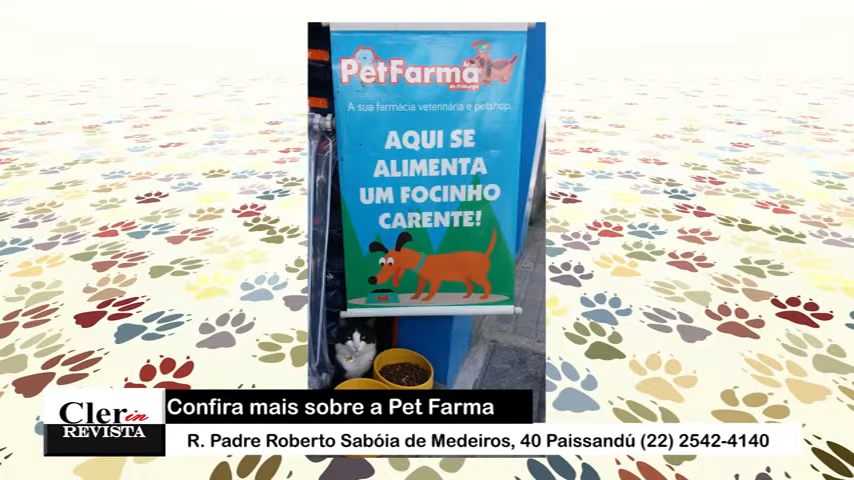 PetFarma
de Friburgo
A sua farmácia veterinária e petshop.
AQUI SE
ALIMENTA
UM FOCINHO
CARENTE!
Cler in
REVISTA
Confira mais sobre a Pet Farma
R. Padre Roberto Sabóia de Medeiros, 40 Paissandú (22) 2542-4140